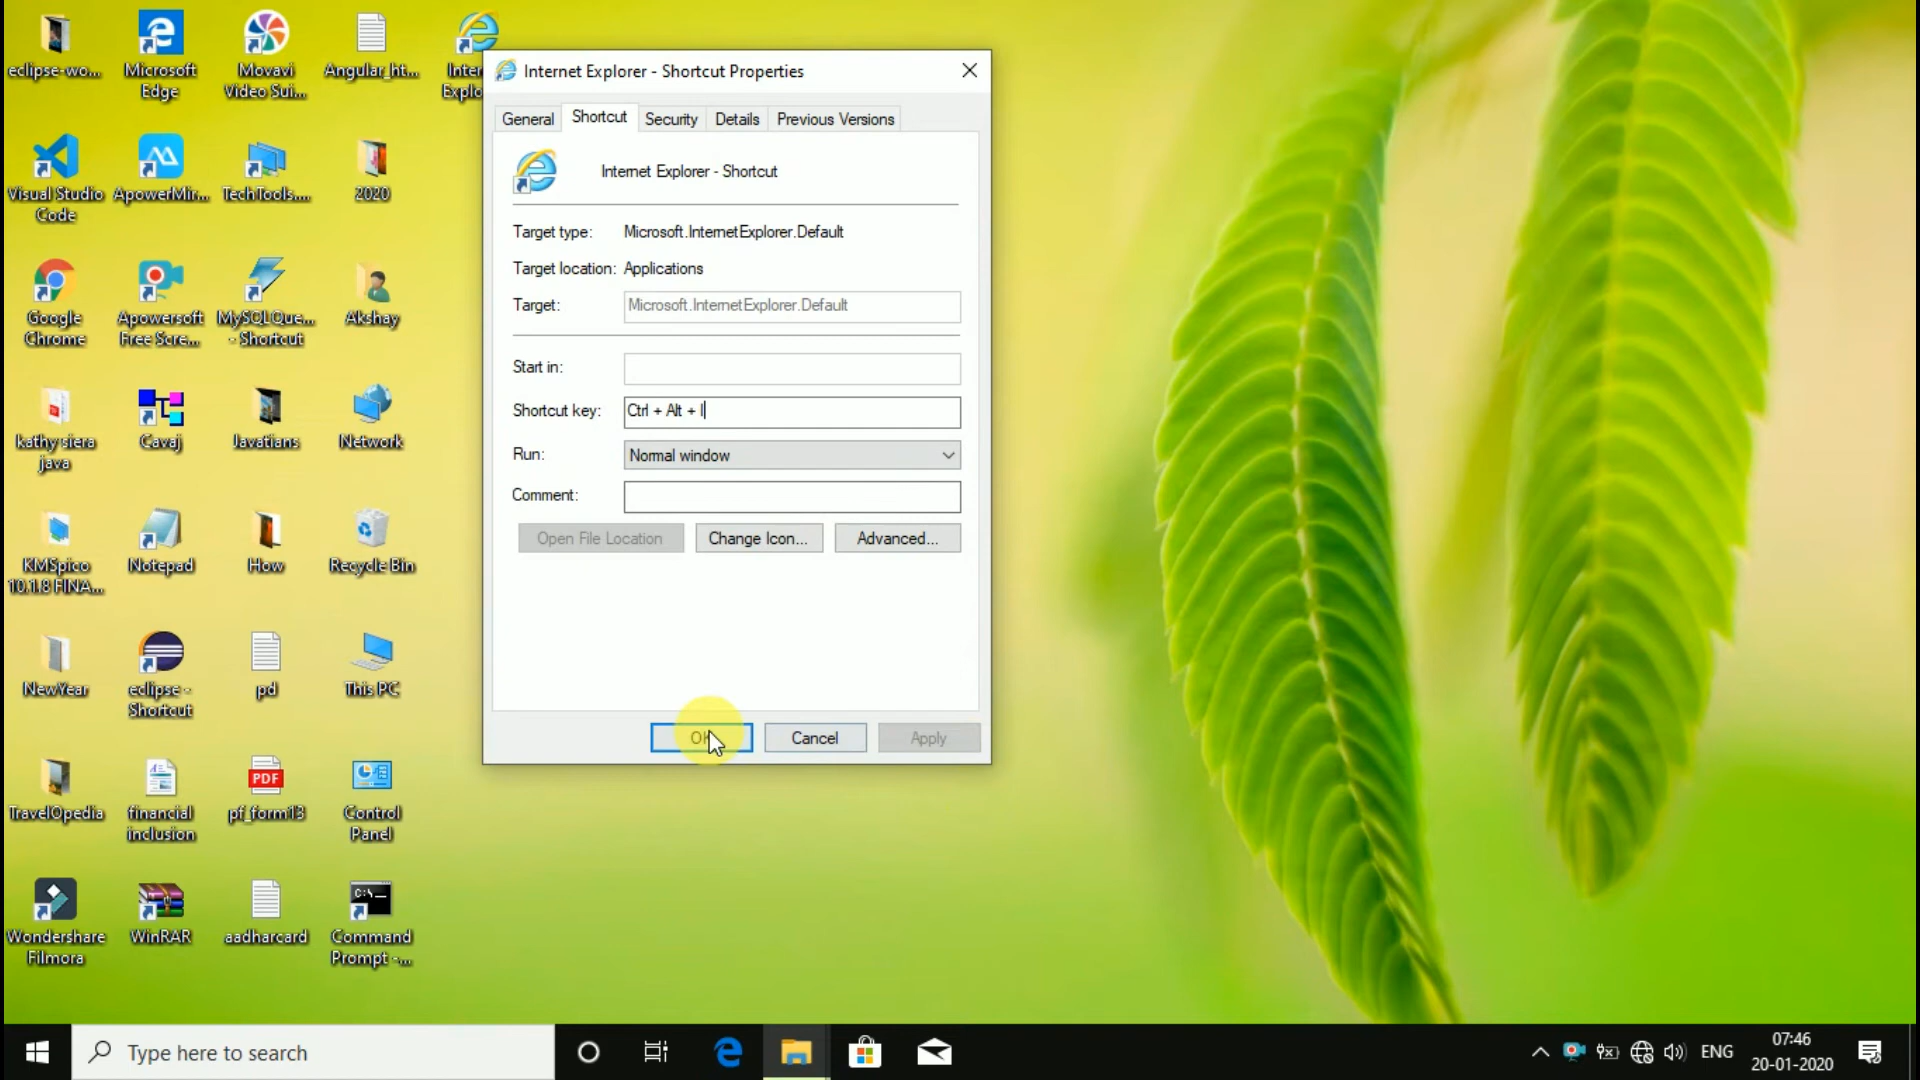 eclipse-wo...
Microsoft
Edge
Movavi
Video Sui...
Angular_ht...
Inter
Explo
Visual Studio
Code
ApowerMir...
TechTools....
2020
Google
Chrome
Apowersoft
Free Scre...
MySQLQue...
- Shortcut
Akshay
kathy siera
java
Cavaj
Javatians
Network
KMSpico
10.1.8 FINA...
Notepad
How
Recycle Bin
NewYear
eclipse -
Shortcut
pd
This PC
TravelOpedia
financial
inclusion
PDF
pf_form13
Control
Panel
Wondershare
Filmora
WinRAR
aadharcard
C:\
Command
Prompt -...
Internet Explorer - Shortcut Properties
General
Shortcut
Security
Details
Previous Versions
Internet Explorer - Shortcut
Target type: Microsoft.InternetExplorer.Default
Target location: Applications
Target: Microsoft.InternetExplorer.Default
Start in:
Shortcut key: Ctrl + Alt + I
Run: Normal window
Comment:
Open File Location
Change Icon...
Advanced...
OK
Cancel
Apply
Type here to search
ENG
07:46
20-01-2020